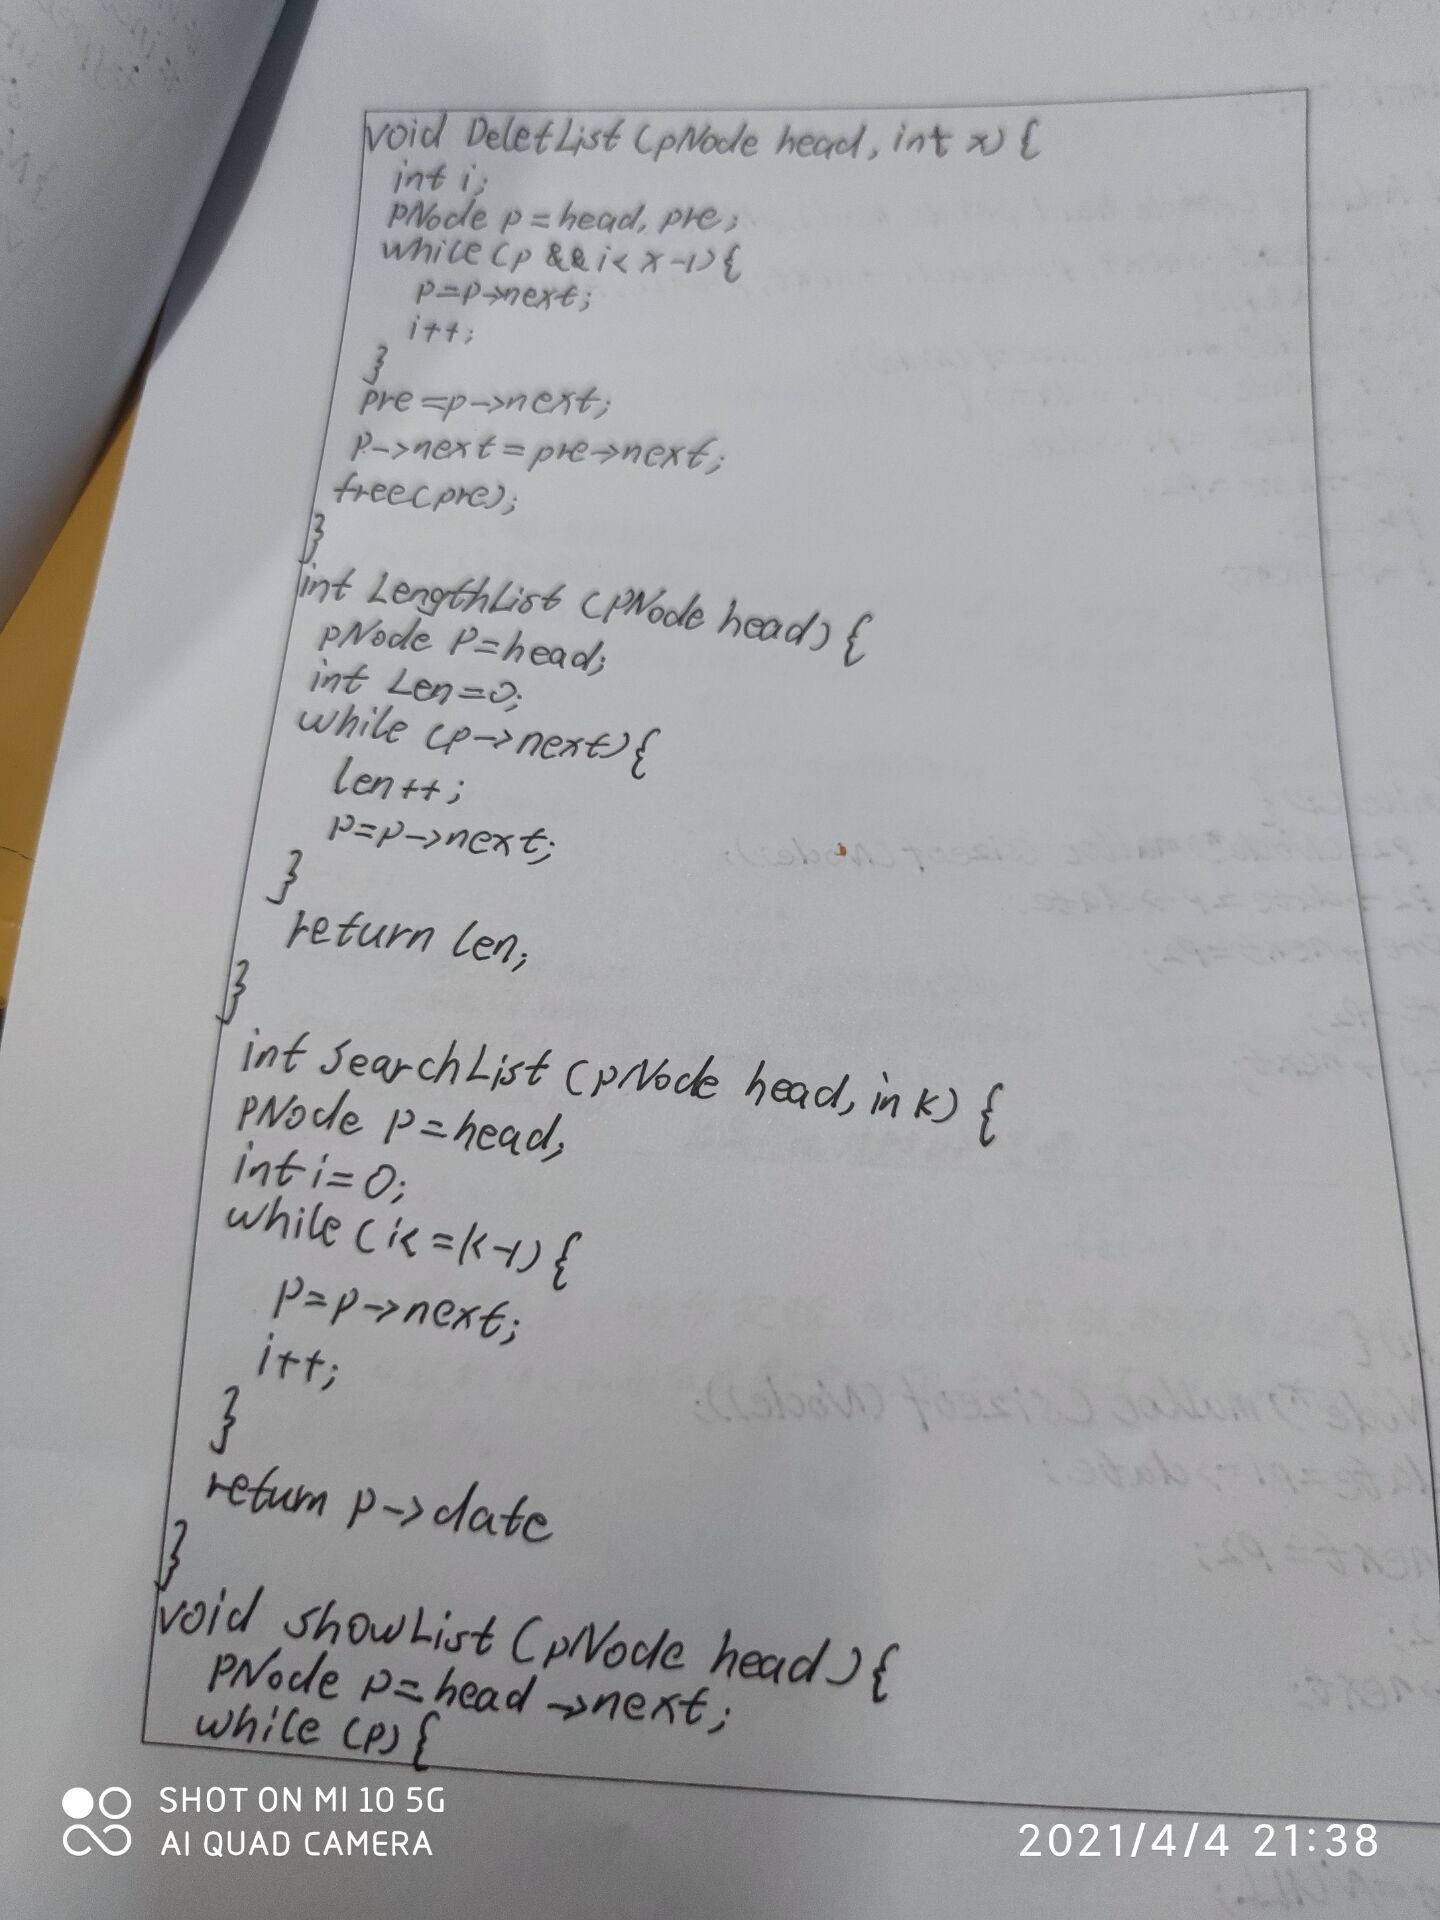 void DeletList (pNode head, int x) {
int i;
pNode p = head, pre;
while (p && i < x-1) {
p=p->next;
i++;
}
pre=p->next;
p->next = pre->next;
free(pre);
}
int LengthList (pNode head) {
pNode p=head;
int Len=0;
while (p->next) {
len++;
p=p->next;
}
return len;
}
int SearchList (pNode head, in k) {
pNode p=head;
int i=0;
while (i<=k-1) {
p=p->next;
i++;
}
return p->date
}
void showList (pNode head) {
pNode p=head->next;
while (p) {
SHOT ON MI 10 5G
AI QUAD CAMERA
2021/4/4 21:38